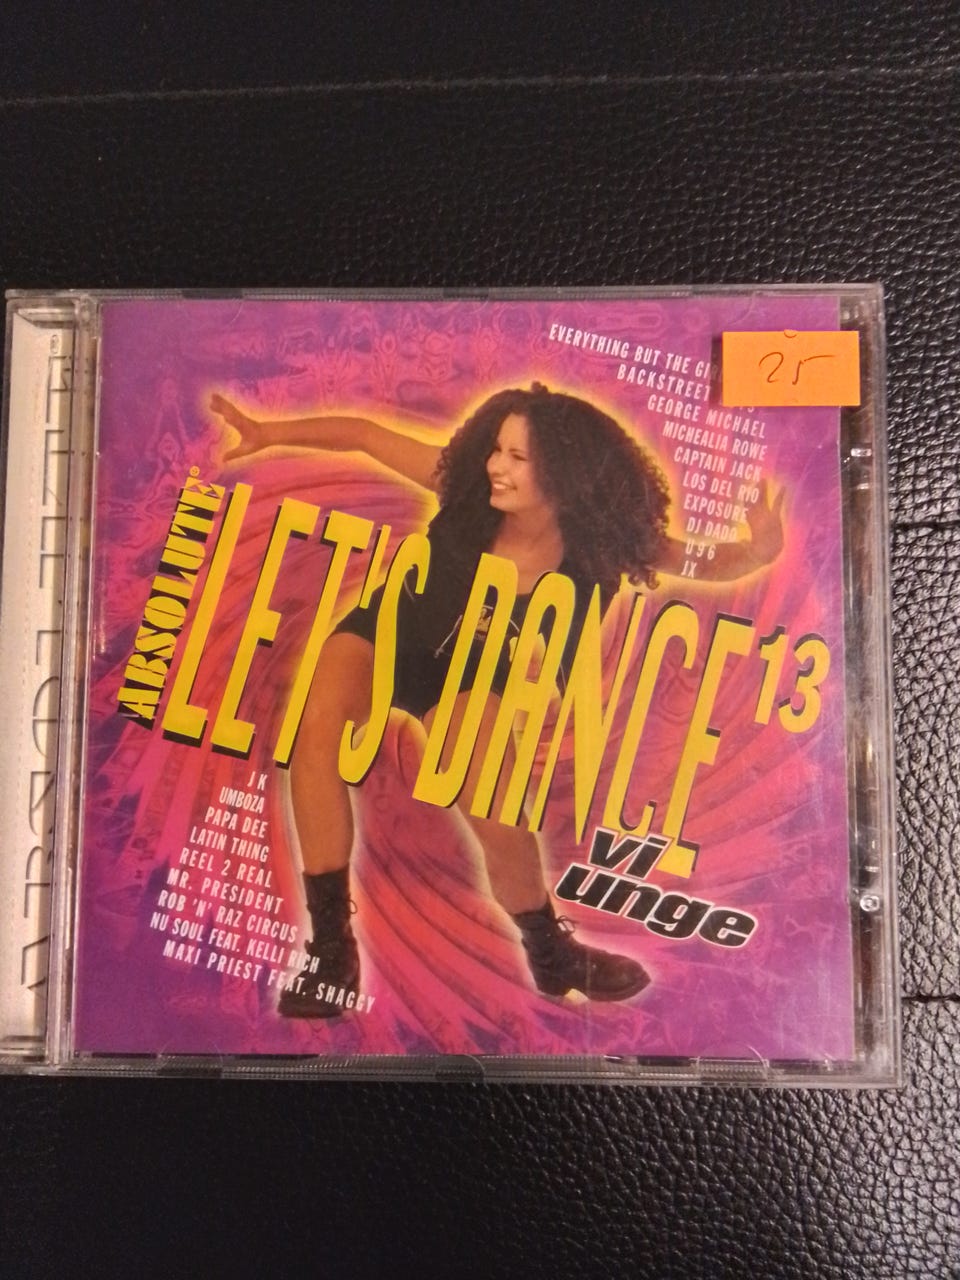 EVERYTHING BUT THE
BACKSTREET
25
GEORGE MICHAEL
MICHEALIA ROWE
CAPTAIN JACK
LOS DEL RIO
EXPOSURE
DJ DADO
U96
JX
ABSOLUTE®
LET'S DANCE 13
vi
unge
J K
UMBOZA
PAPA DEE
LATIN THING
REEL 2 REAL
MR. PRESIDENT
ROB 'N' RAZ CIRCUS
NU SOUL FEAT. KELLI RICH
MAXI PRIEST FEAT. SHAGGY